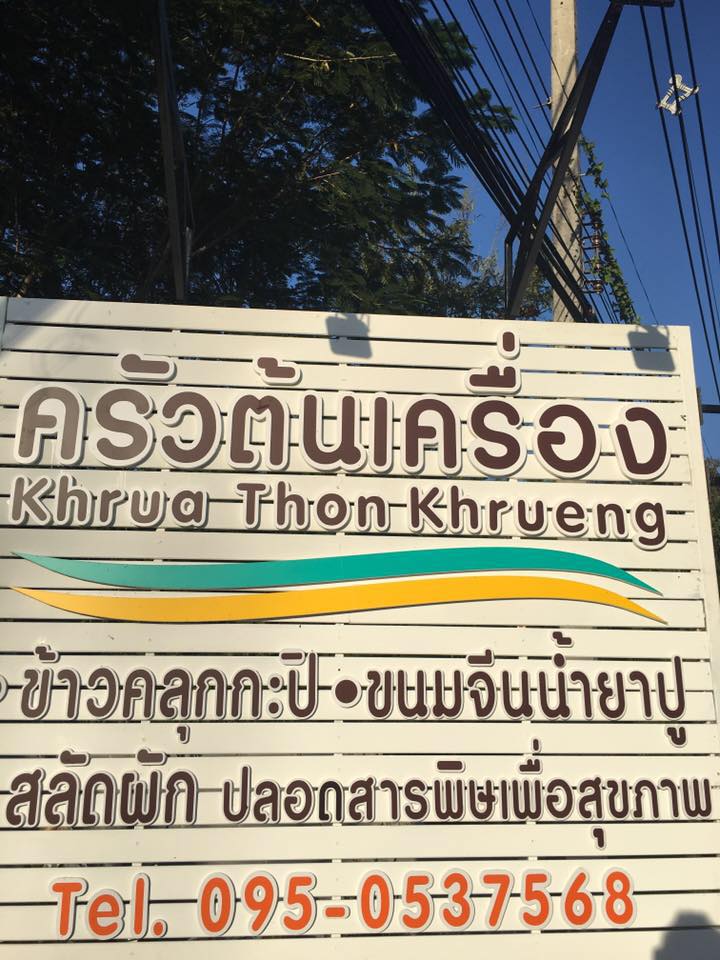 ครัวต้นเครื่อง
Khrua Thon Khrueng
•ข้าวคลุกกะปิ •ขนมจีนน้ำยาปู
สลัดผัก ปลอดสารพิษเพื่อสุขภาพ
Tel. 095-0537568